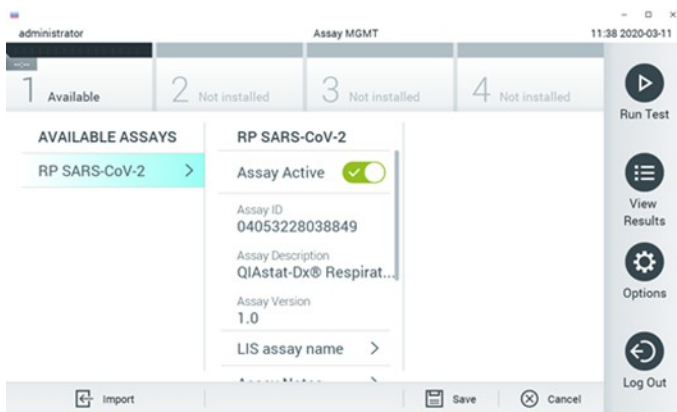 administrator Assay MGMT 11:38 2020-03-11
1 Available 2 Not installed 3 Not installed 4 Not installed
Run Test
AVAILABLE ASSAYS
RP SARS-CoV-2
RP SARS-CoV-2
Assay Active
Assay ID
04053228038849
Assay Description
QIAstat-Dx® Respirat...
Assay Version
1.0
LIS assay name
View
Results
Options
Log Out
Import
Save
Cancel